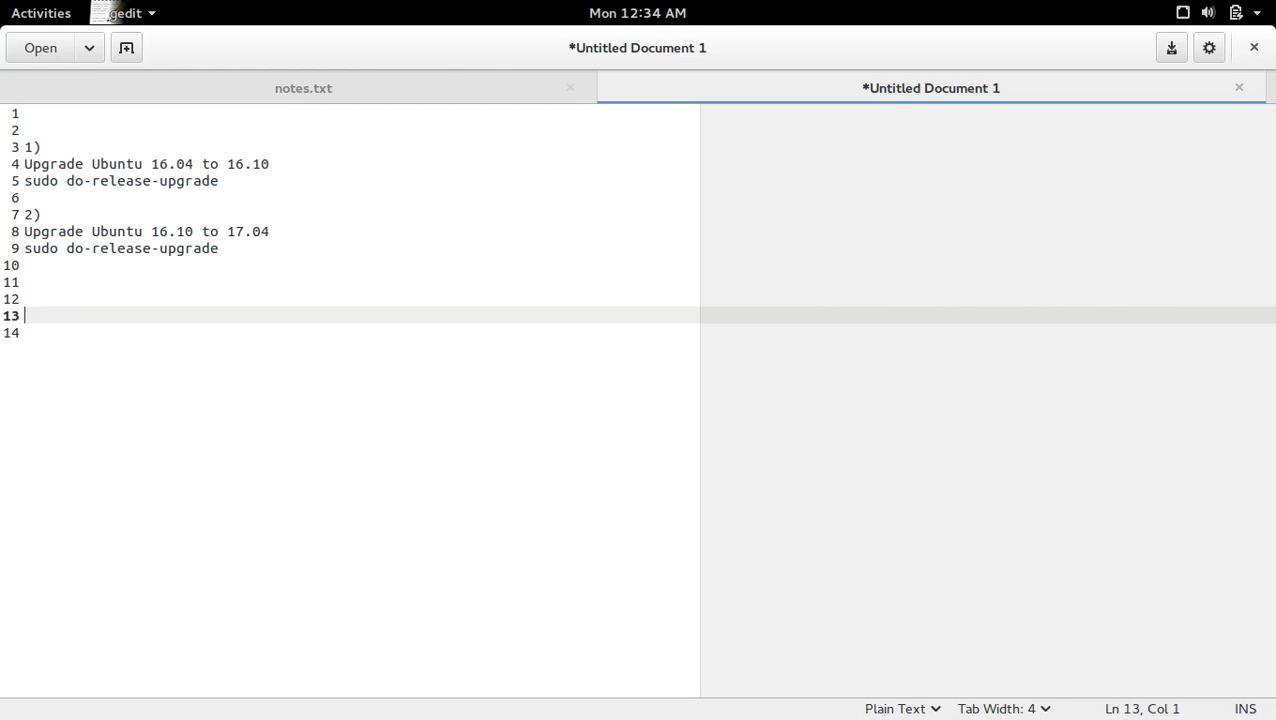 Activities gedit Mon 12:34 AM
Open *Untitled Document 1
notes.txt *Untitled Document 1
1
2
3 1)
4 Upgrade Ubuntu 16.04 to 16.10
5 sudo do-release-upgrade
6
7 2)
8 Upgrade Ubuntu 16.10 to 17.04
9 sudo do-release-upgrade
10
11
12
13
14
Plain Text Tab Width: 4 Ln 13, Col 1 INS